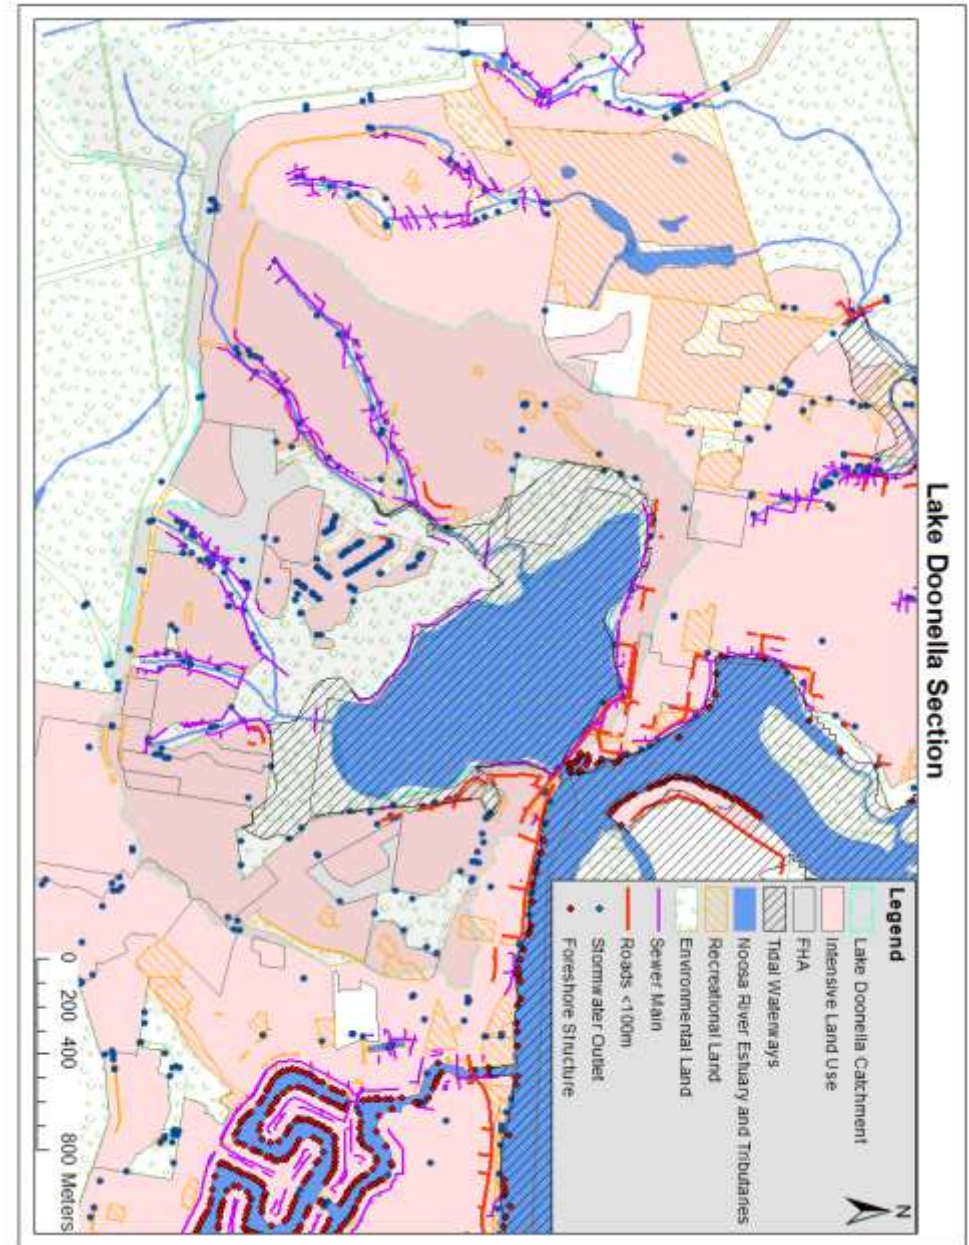 Lake Doonella Section
N
Legend
Lake Doonella Catchment
Intensive Land Use
FHA
Tidal Waterways
Noosa River Estuary and Tributaries
Recreational Land
Environmental Land
Sewer Main
Roads <100m
Stormwater Outlet
Foreshore Structure
0 200 400 800 Meters